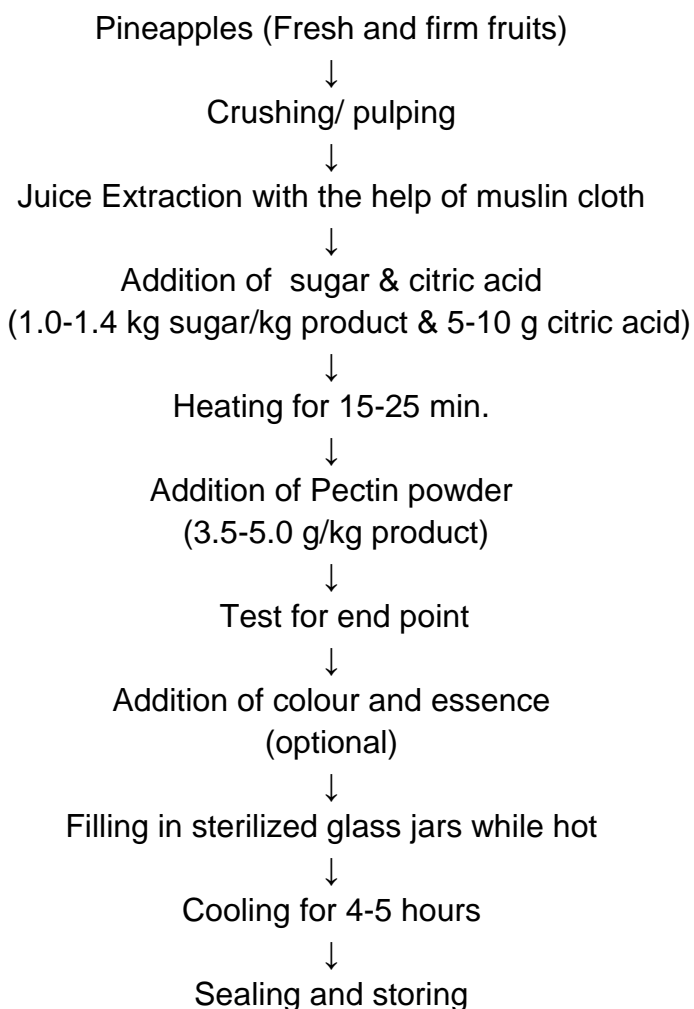 Pineapples (Fresh and firm fruits)
↓
Crushing/ pulping
↓
Juice Extraction with the help of muslin cloth
↓
Addition of  sugar & citric acid
(1.0-1.4 kg sugar/kg product & 5-10 g citric acid)
↓
Heating for 15-25 min.
↓
Addition of Pectin powder
(3.5-5.0 g/kg product)
↓
Test for end point
↓
Addition of colour and essence
(optional)
↓
Filling in sterilized glass jars while hot
↓
Cooling for 4-5 hours
↓
Sealing and storing